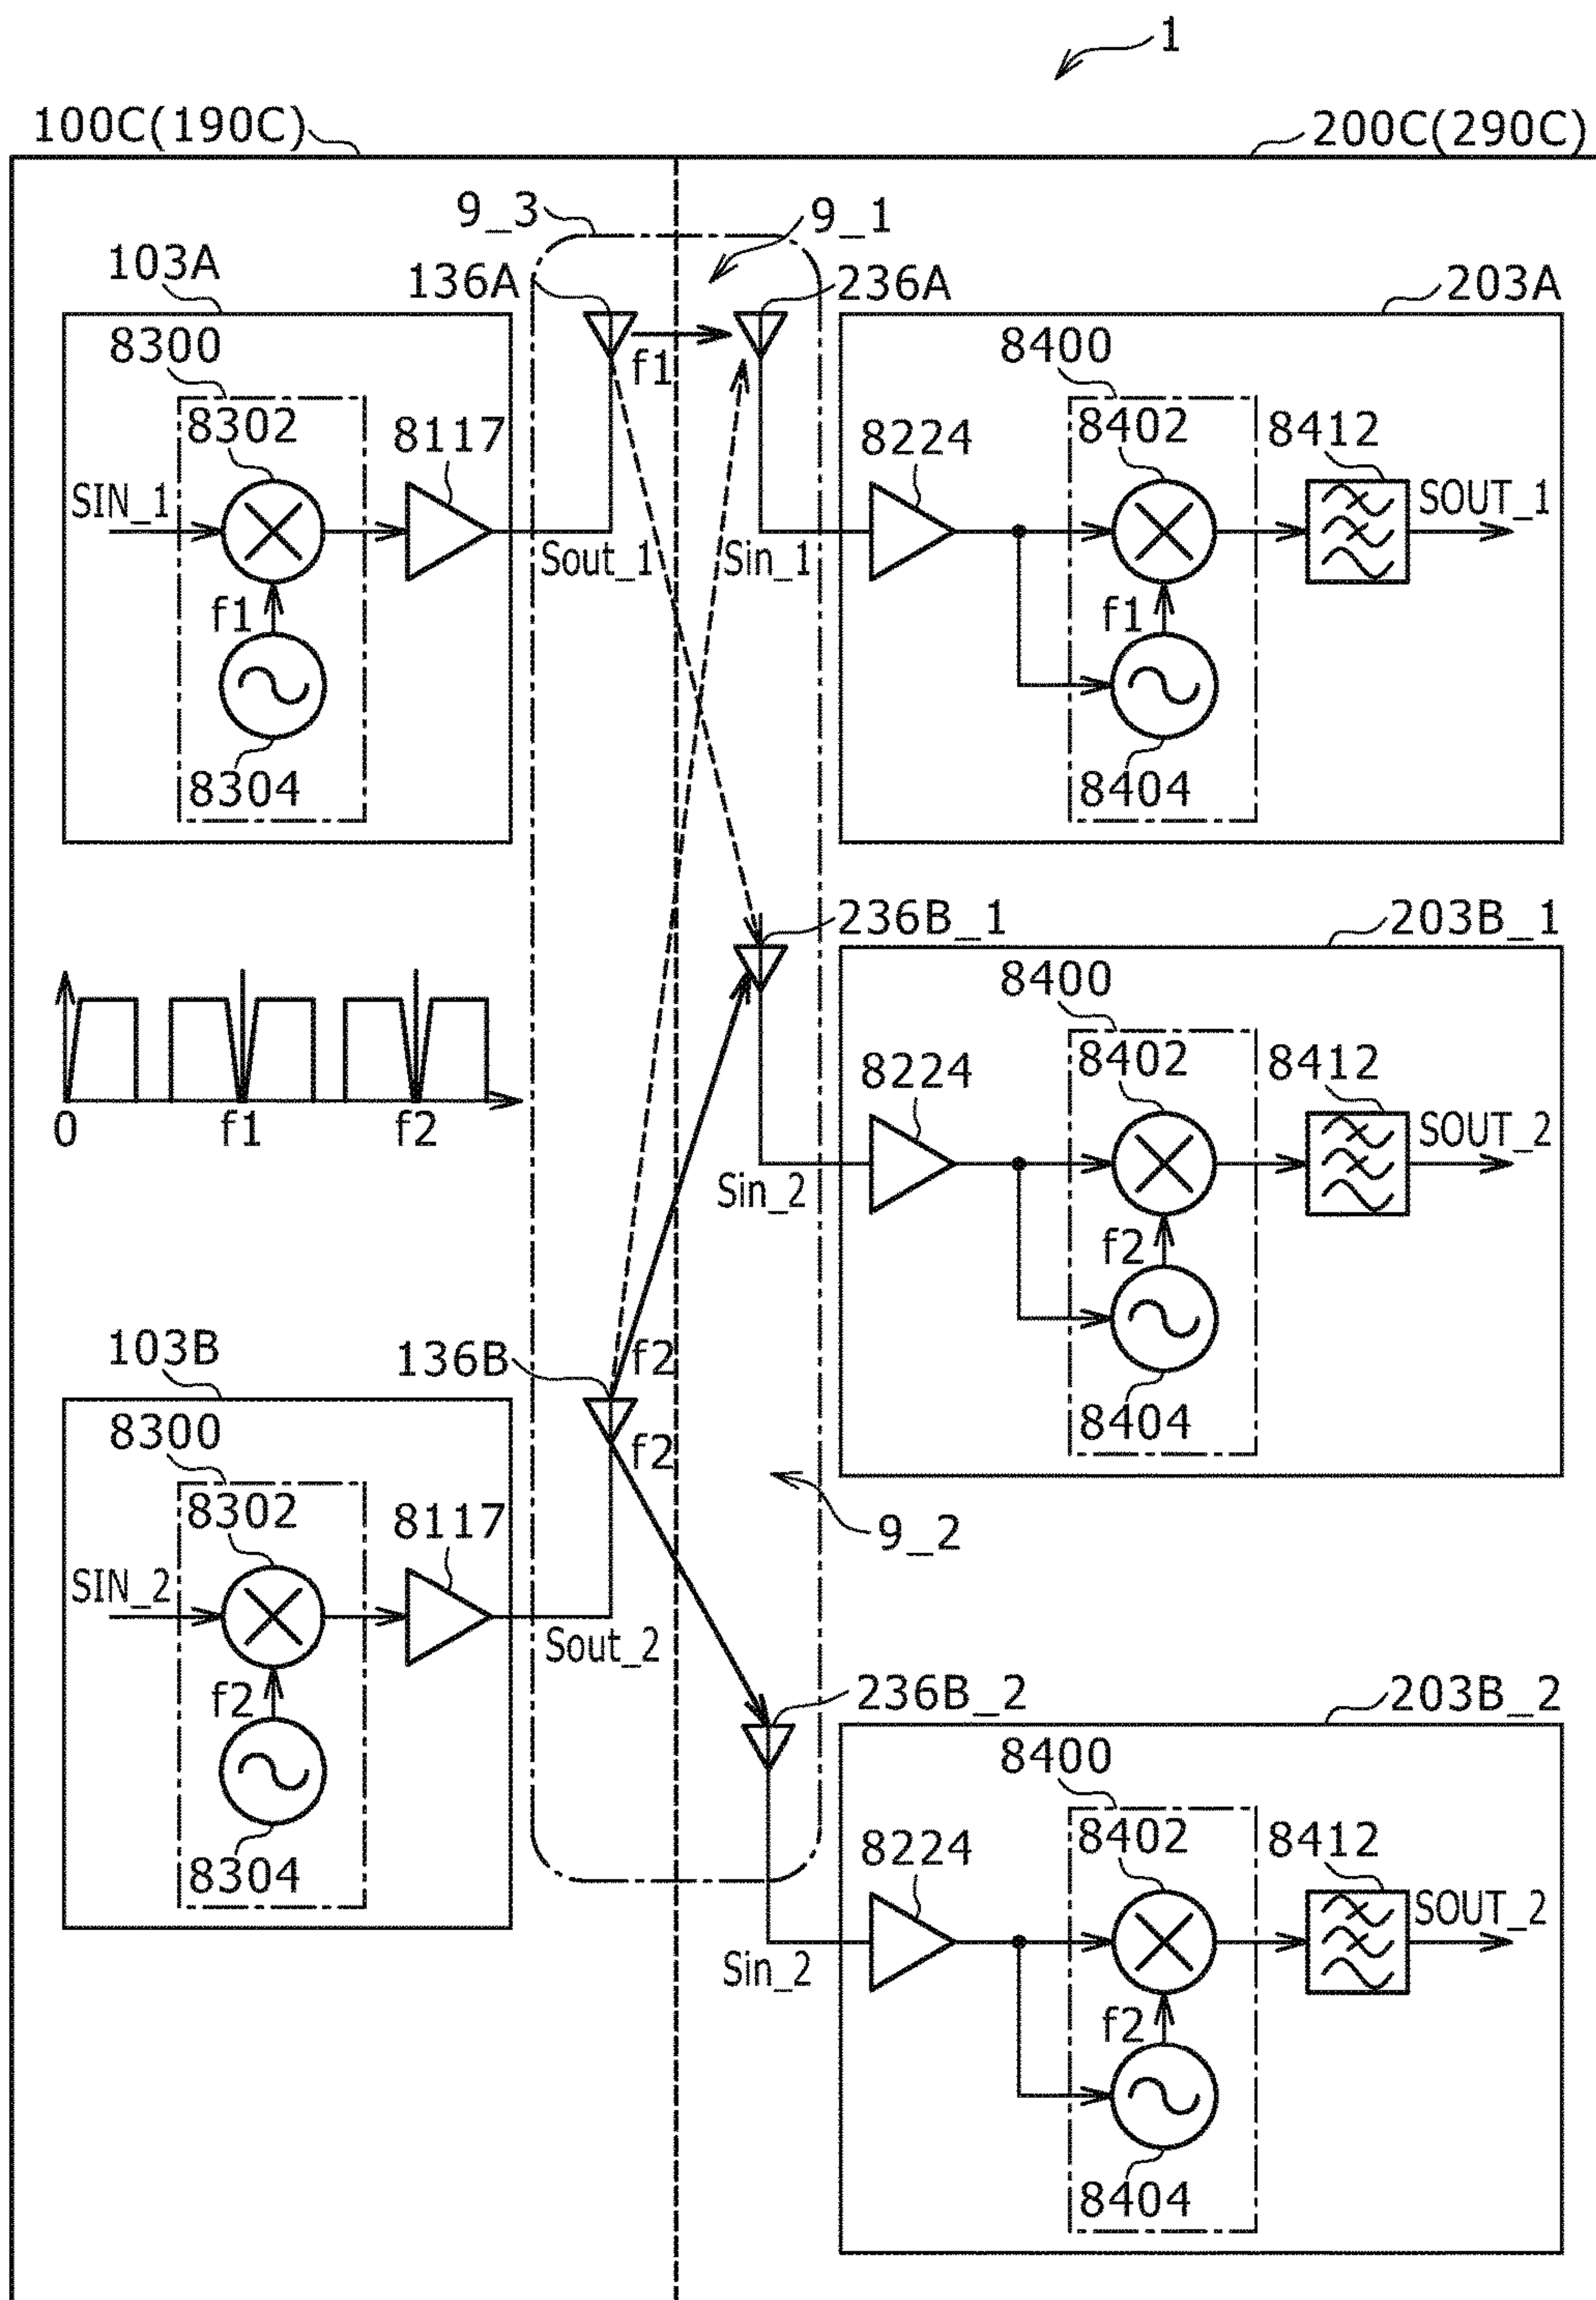 1
100C(190C)
200C(290C)
9_3
9_1
103A
136A
236A
203A
8300
f1
8400
8302
8117
8224
8402
8412
SIN_1
SOUT_1
Sout_1
Sin_1
f1
f1
8304
8404
236B_1
203B_1
8400
8224
8402
8412
0
f1
f2
SOUT_2
Sin_2
f2
103B
136B
f2
8404
8300
f2
8302
8117
9_2
SIN_2
Sout_2
f2
236B_2
203B_2
8400
8304
8224
8402
8412
SOUT_2
Sin_2
f2
8404